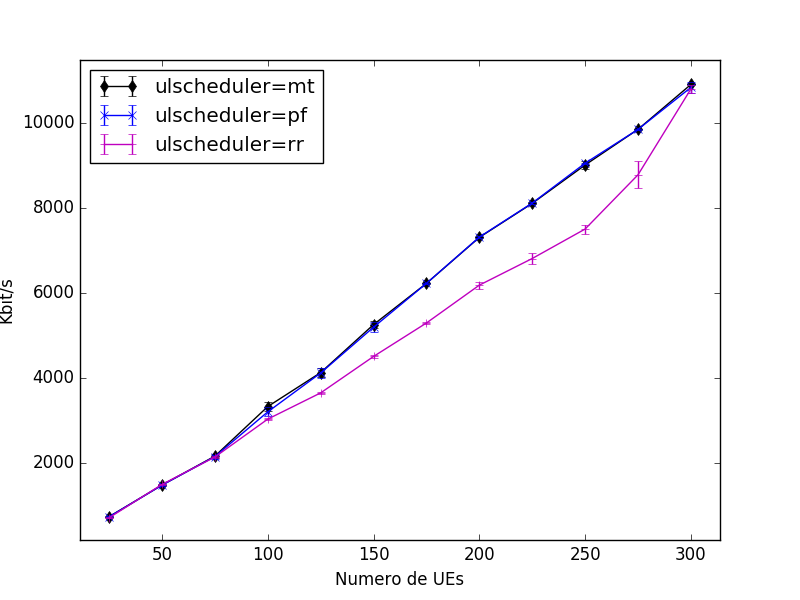 ulscheduler=mt
ulscheduler=pf
ulscheduler=rr
10000
8000
6000
4000
2000
Kbit/s
50 100 150 200 250 300
Numero de UEs